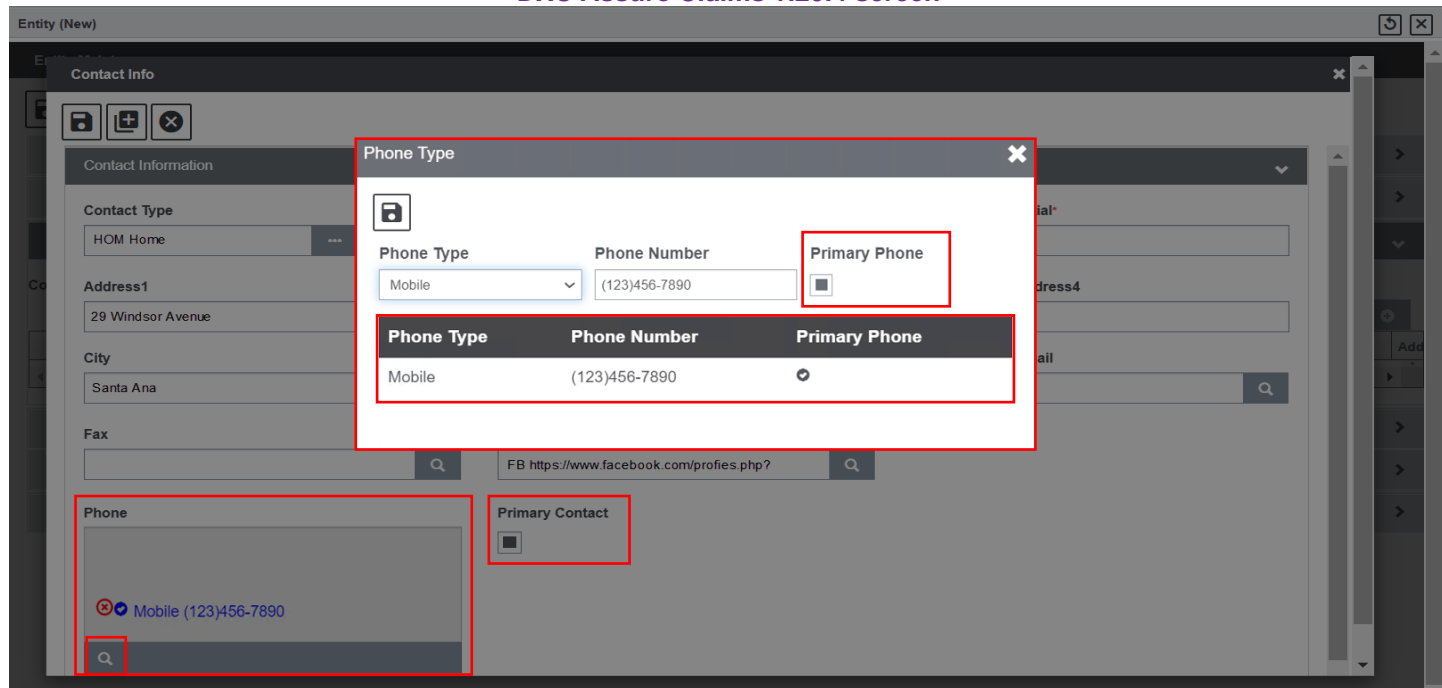 Entity (New)
Contact Info
Contact Information
Contact Type
HOM Home
ial*
Address1
dress4
29 Windsor Avenue
City
ail
Santa Ana
Fax
FB https://www.facebook.com/profies.php?
Phone
Primary Contact
Mobile (123)456-7890
Phone Type
Phone Type
Phone Number
Primary Phone
Mobile
(123)456-7890
Phone Type
Phone Number
Primary Phone
Mobile
(123)456-7890
Co
Add